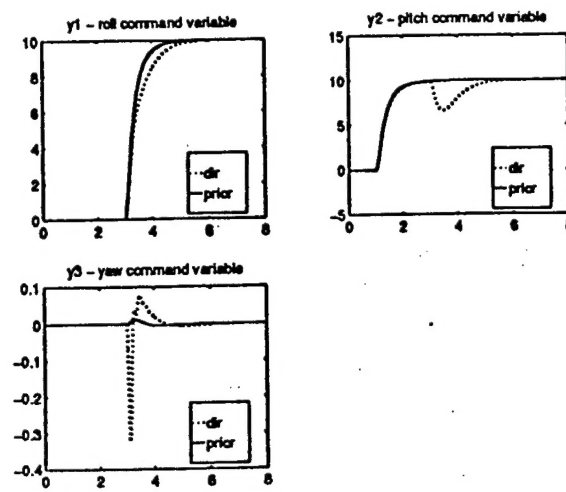 y1 – roll command variable
10
8
6
4
2
0
dir
prior
0 2 4 6 8
y2 – pitch command variable
15
10
5
0
−5
dir
prior
0 2 4 6 8
y3 – yaw command variable
0.1
0
−0.1
−0.2
−0.3
−0.4
dir
prior
0 2 4 6 8